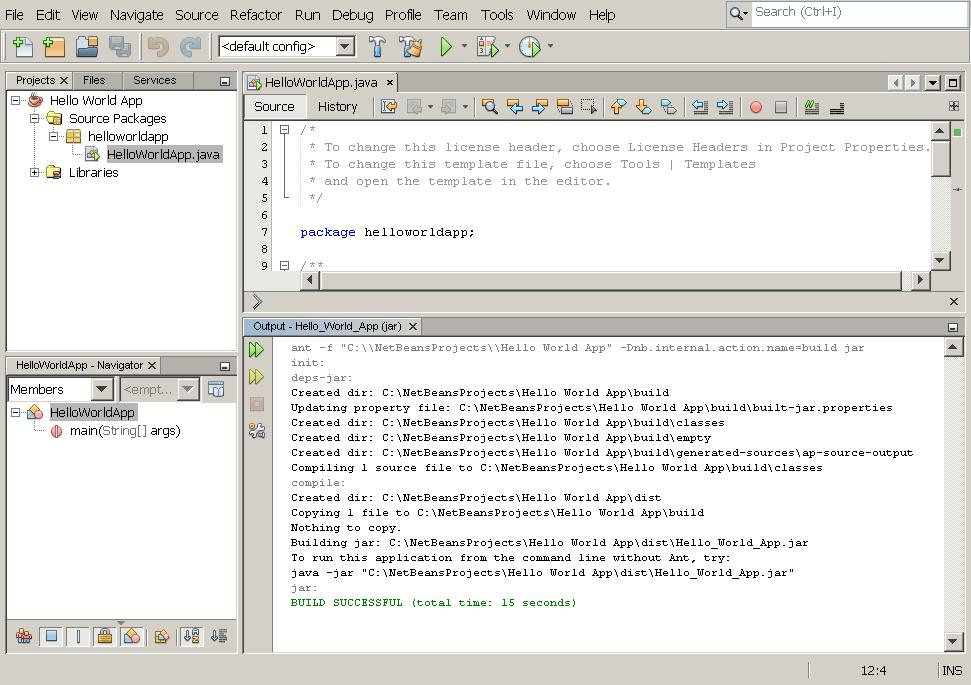 File Edit View Navigate Source Refactor Run Debug Profile Team Tools Window Help
Search (Ctrl+I)
<default config>
Projects Files Services
Hello World App
Source Packages
helloworldapp
HelloWorldApp.java
Libraries
HelloWorldApp.java
Source History
1 /*
2 * To change this license header, choose License Headers in Project Properties.
3 * To change this template file, choose Tools | Templates
4 * and open the template in the editor.
5 */
6
7 package helloworldapp;
8
9 /**
HelloWorldApp - Navigator
Members <empt...
HelloWorldApp
main(String[] args)
Output - Hello_World_App (jar)
ant -f "C:\\NetBeansProjects\\Hello World App" -Dnb.internal.action.name=build jar
init:
deps-jar:
Created dir: C:\NetBeansProjects\Hello World App\build
Updating property file: C:\NetBeansProjects\Hello World App\build\built-jar.properties
Created dir: C:\NetBeansProjects\Hello World App\build\classes
Created dir: C:\NetBeansProjects\Hello World App\build\empty
Created dir: C:\NetBeansProjects\Hello World App\build\generated-sources\ap-source-output
Compiling 1 source file to C:\NetBeansProjects\Hello World App\build\classes
compile:
Created dir: C:\NetBeansProjects\Hello World App\dist
Copying 1 file to C:\NetBeansProjects\Hello World App\build
Nothing to copy.
Building jar: C:\NetBeansProjects\Hello World App\dist\Hello_World_App.jar
To run this application from the command line without Ant, try:
java -jar "C:\NetBeansProjects\Hello World App\dist\Hello_World_App.jar"
jar:
BUILD SUCCESSFUL (total time: 15 seconds)
12:4 INS